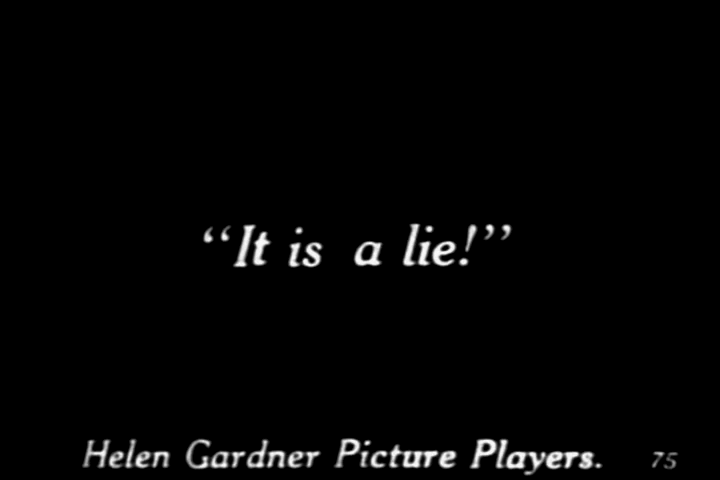 “It is a lie!”
Helen Gardner Picture Players. 75